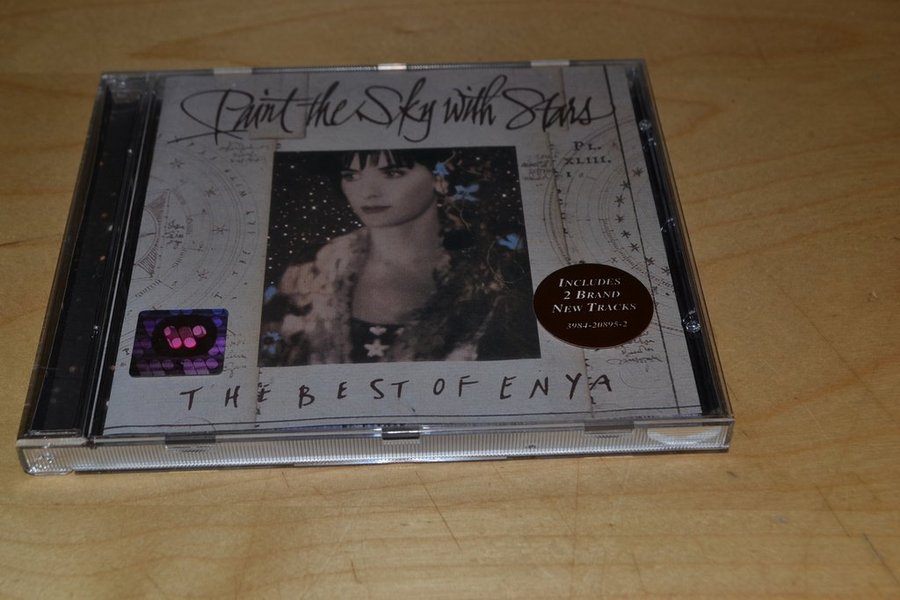 Paint the Sky with Stars
PL.
XLIII.
INCLUDES
2 BRAND
NEW TRACKS
3984-20895-2
THE BEST OF ENYA